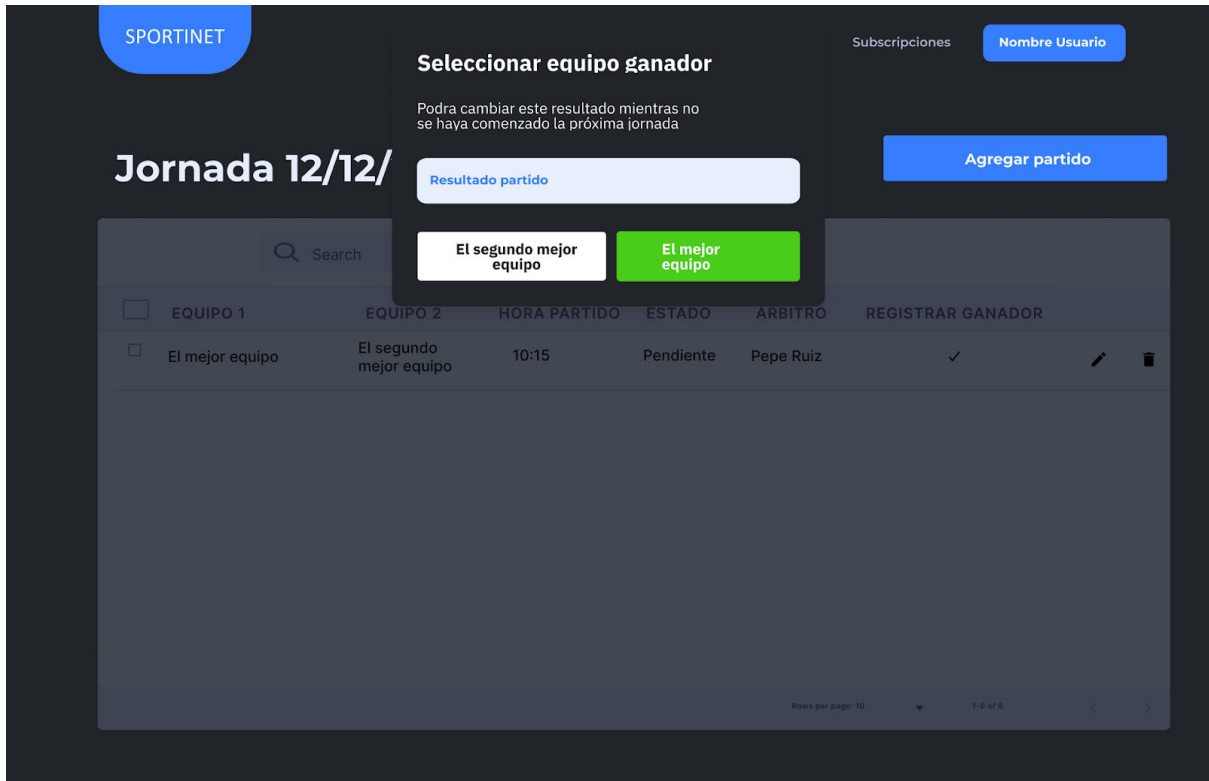 SPORTINET
Subscripciones
Nombre Usuario
Seleccionar equipo ganador
Podra cambiar este resultado mientras no
se haya comenzado la próxima jornada
Jornada 12/12/
Agregar partido
Resultado partido
El segundo mejor
equipo
El mejor
equipo
Search
EQUIPO 1 EQUIPO 2 HORA PARTIDO ESTADO ARBITRO REGISTRAR GANADOR
El mejor equipo El segundo 10:15 Pendiente Pepe Ruiz
mejor equipo
Rows per page: 10 1-6 of 6